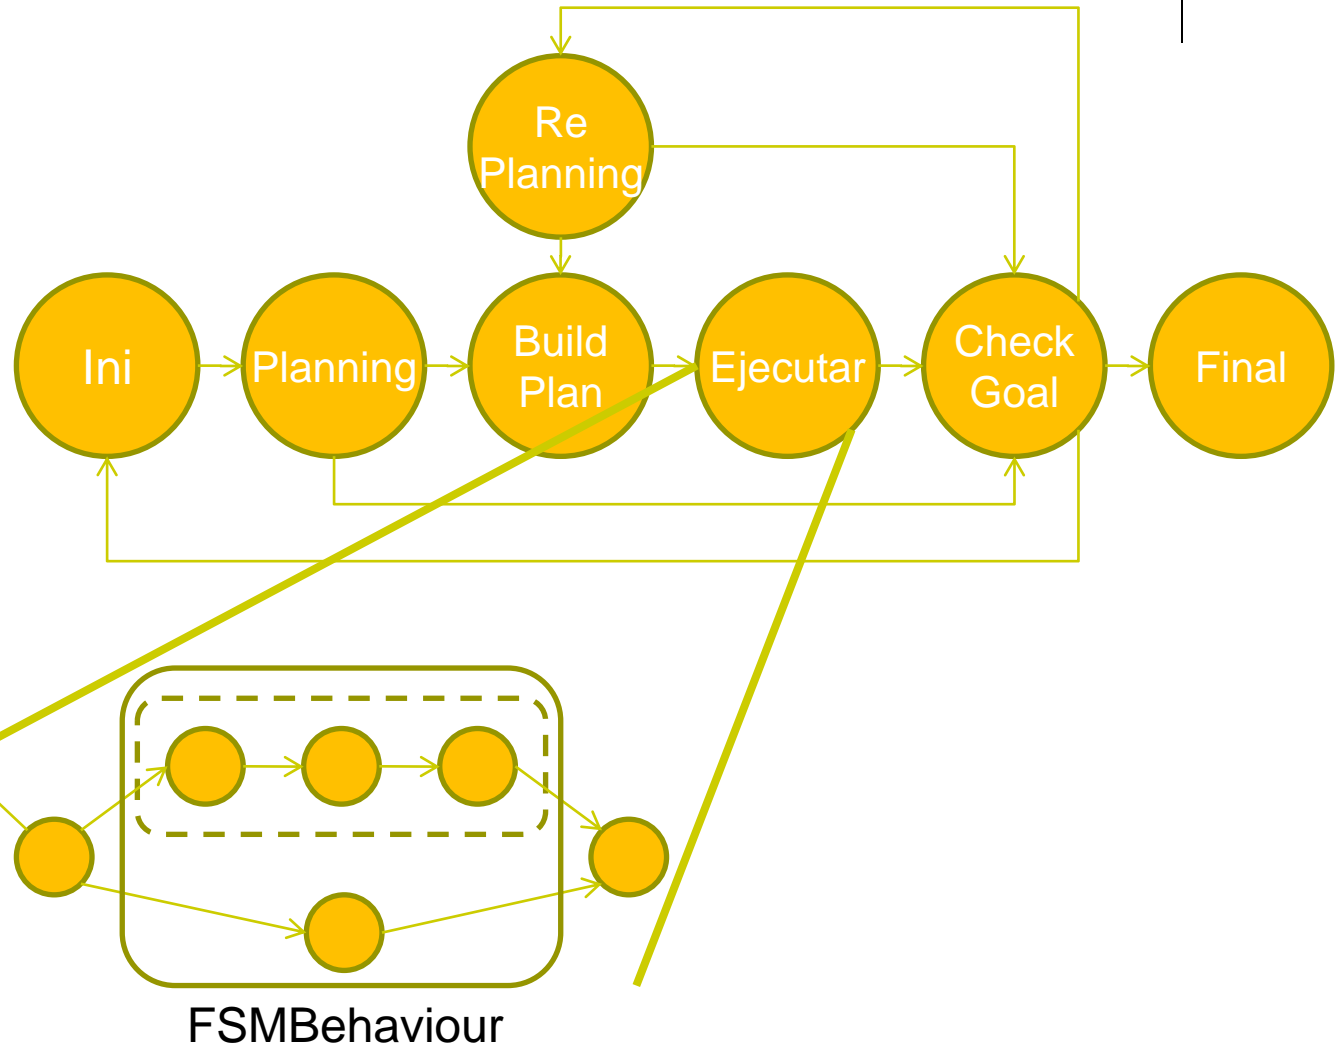 Re
Planning
Ini
Planning
Build
Plan
Ejecutar
Check
Goal
Final
FSMBehaviour